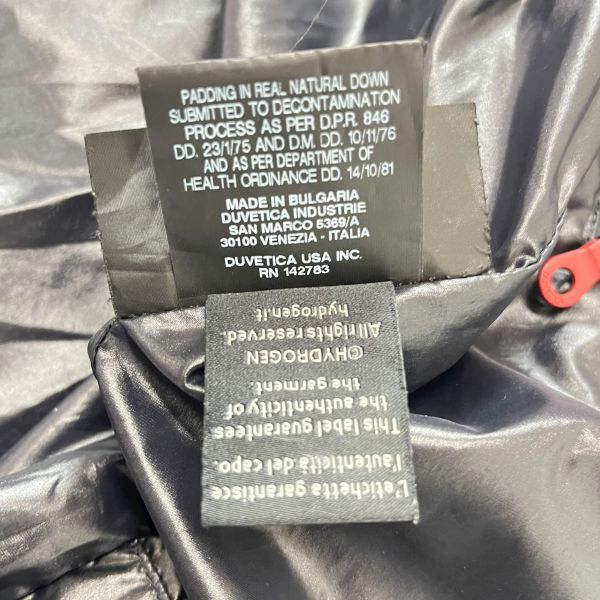 PADDING IN REAL NATURAL DOWN
SUBMITTED TO DECONTAMINATION
PROCESS AS PER D.P.R. 846
DD. 23/1/75 AND D.M. DD. 10/11/76
AND AS PER DEPARTMENT OF
HEALTH ORDINANCE DD. 14/10/81
MADE IN BULGARIA
DUVETICA INDUSTRIE
SAN MARCO 5369/A
30100 VENEZIA - ITALIA
DUVETICA USA INC.
RN 142783
L'etichetta garantisce
l'autenticità del capo.
This label guarantees
the authenticity of
the garment.
©HYDROGEN
All rights reserved.
hydrogen.it